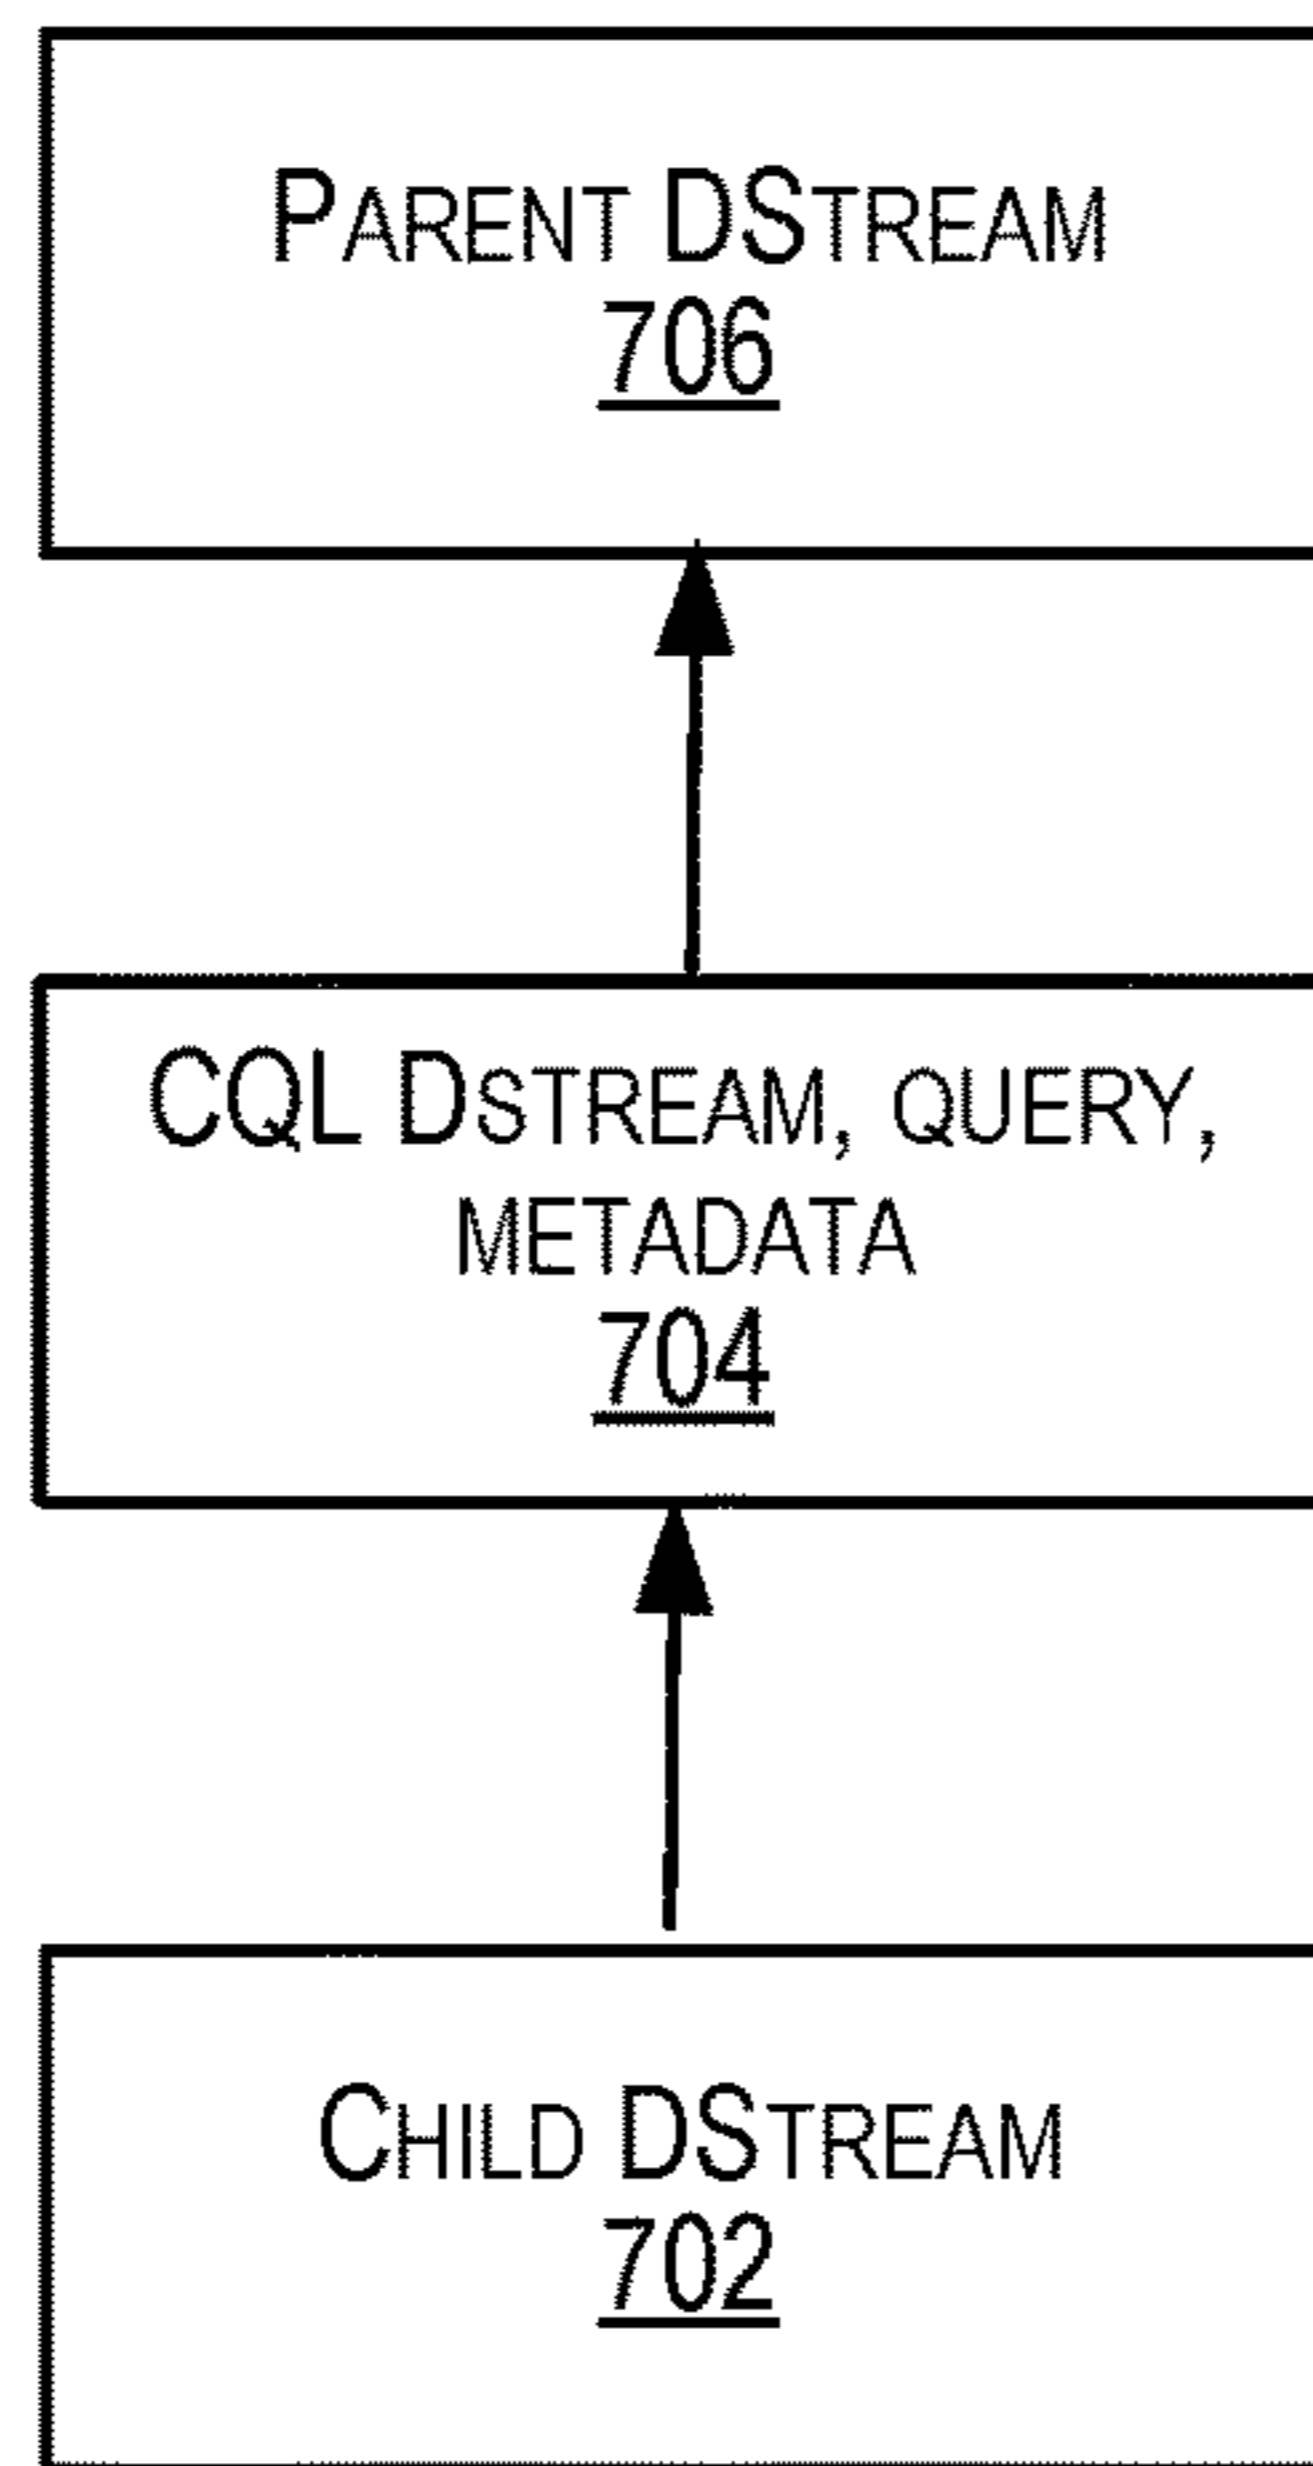 PARENT DSTREAM
706
CQL DSTREAM, QUERY,
METADATA
704
CHILD DSTREAM
702